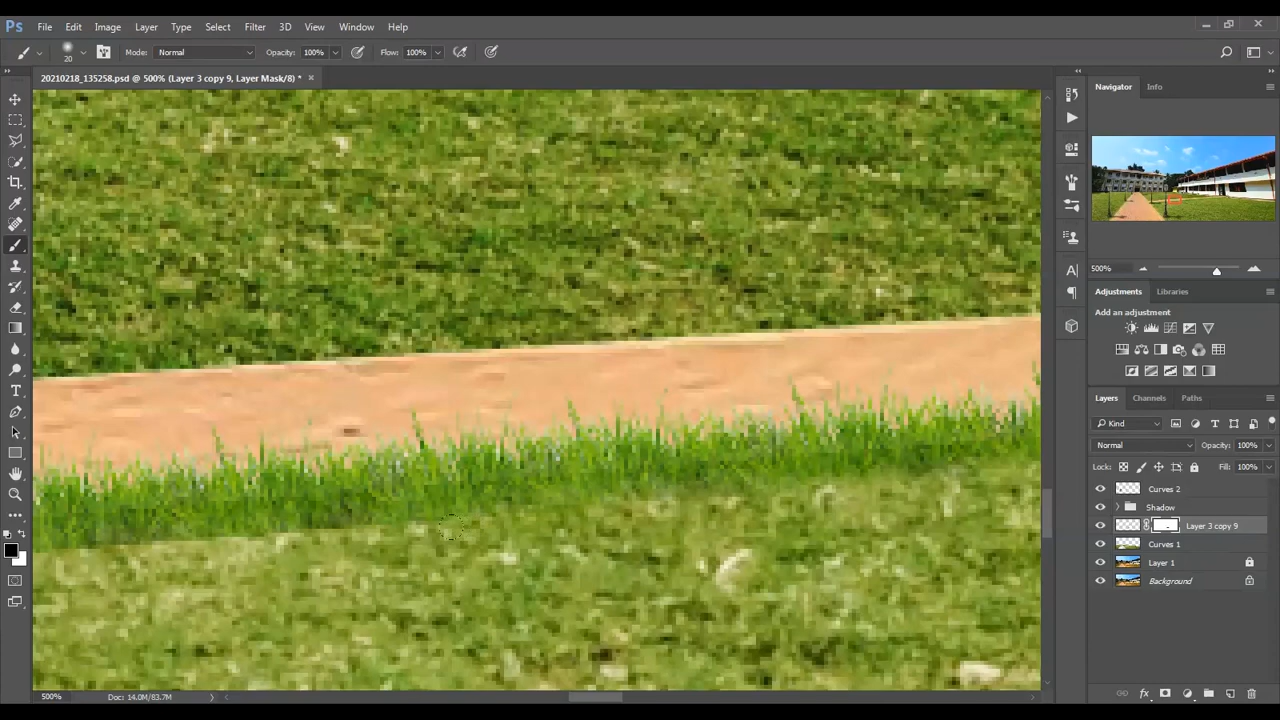 Ps File Edit Image Layer Type Select Filter 3D View Window Help
20 Mode: Normal Opacity: 100% Flow: 100%
20210218_135258.psd @ 500% (Layer 3 copy 9, Layer Mask/8) *
Navigator Info
500%
Adjustments Libraries
Add an adjustment
Layers Channels Paths
Kind
Normal Opacity: 100%
Lock: Fill: 100%
Curves 2
Shadow
Layer 3 copy 9
Curves 1
Layer 1
Background
500% Doc: 14.0M/83.7M